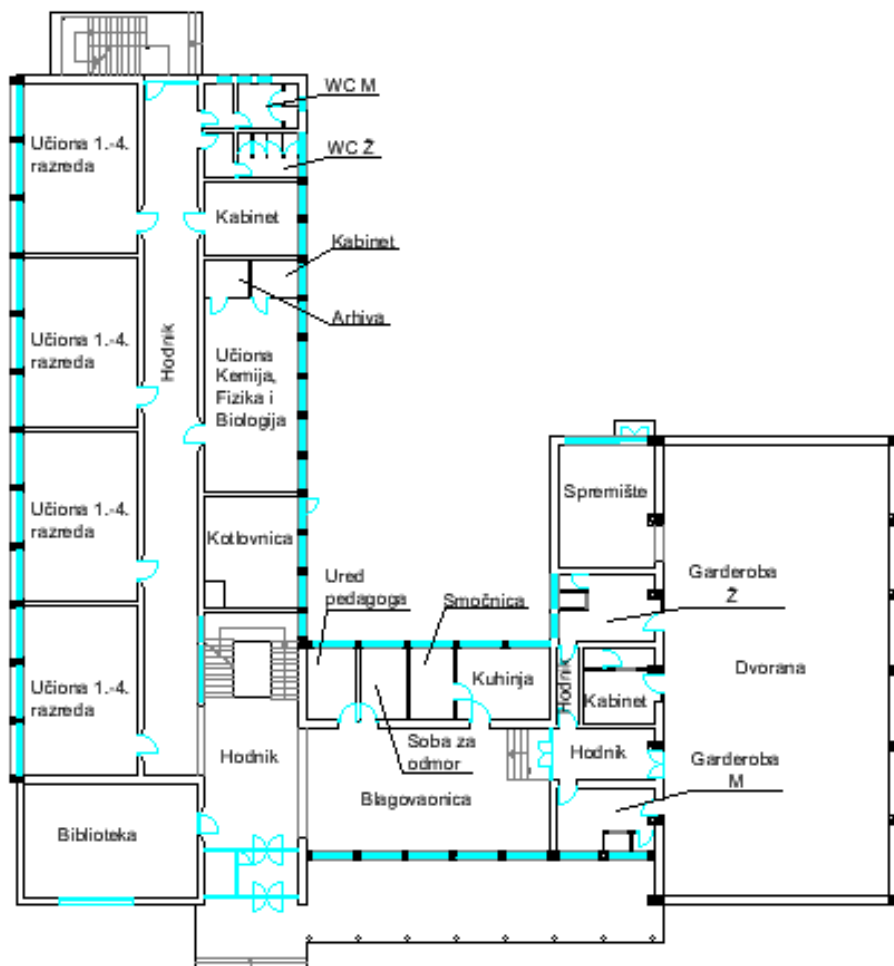 WC M
Učiona 1.-4.
razreda
WC Ž
Kabinet
Kabinet
Arhiva
Učiona 1.-4.
razreda
Hodnik
Učiona
Kemija,
Fizika i
Biologija
Učiona 1.-4.
razreda
Kotlovnica
Spremište
Ured
pedagoga
Smočnica
Garderoba
Ž
Učiona 1.-4.
razreda
Kuhinja
Hodnik
Kabinet
Dvorana
Hodnik
Soba za
odmor
Hodnik
Garderoba
M
Blagovaonica
Biblioteka